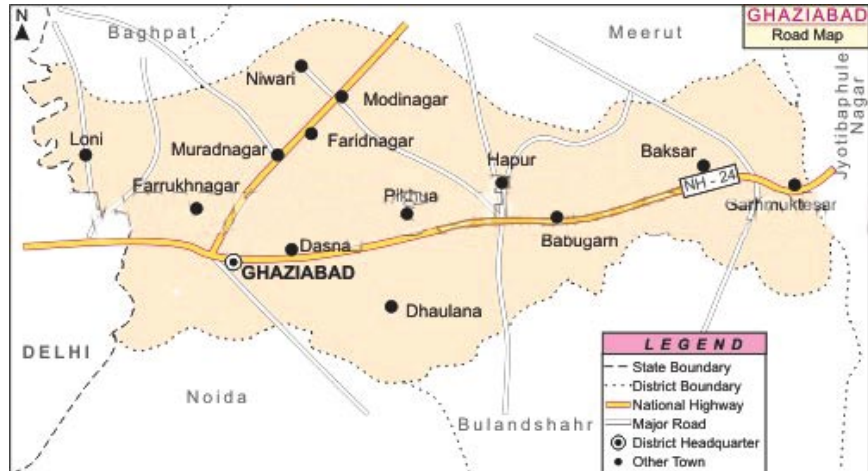 N
GHAZIABAD
Road Map
Baghpat
Meerut
Jyotibaphule
Nagar
Niwari
Modinagar
Loni
Muradnagar
Faridnagar
Hapur
Baksar
NH - 24
Farrukhnagar
Pikhua
Garhmuktesar
Babugarh
Dasna
GHAZIABAD
Dhaulana
DELHI
Noida
Bulandshahr
LEGEND
State Boundary
District Boundary
National Highway
Major Road
District Headquarter
Other Town